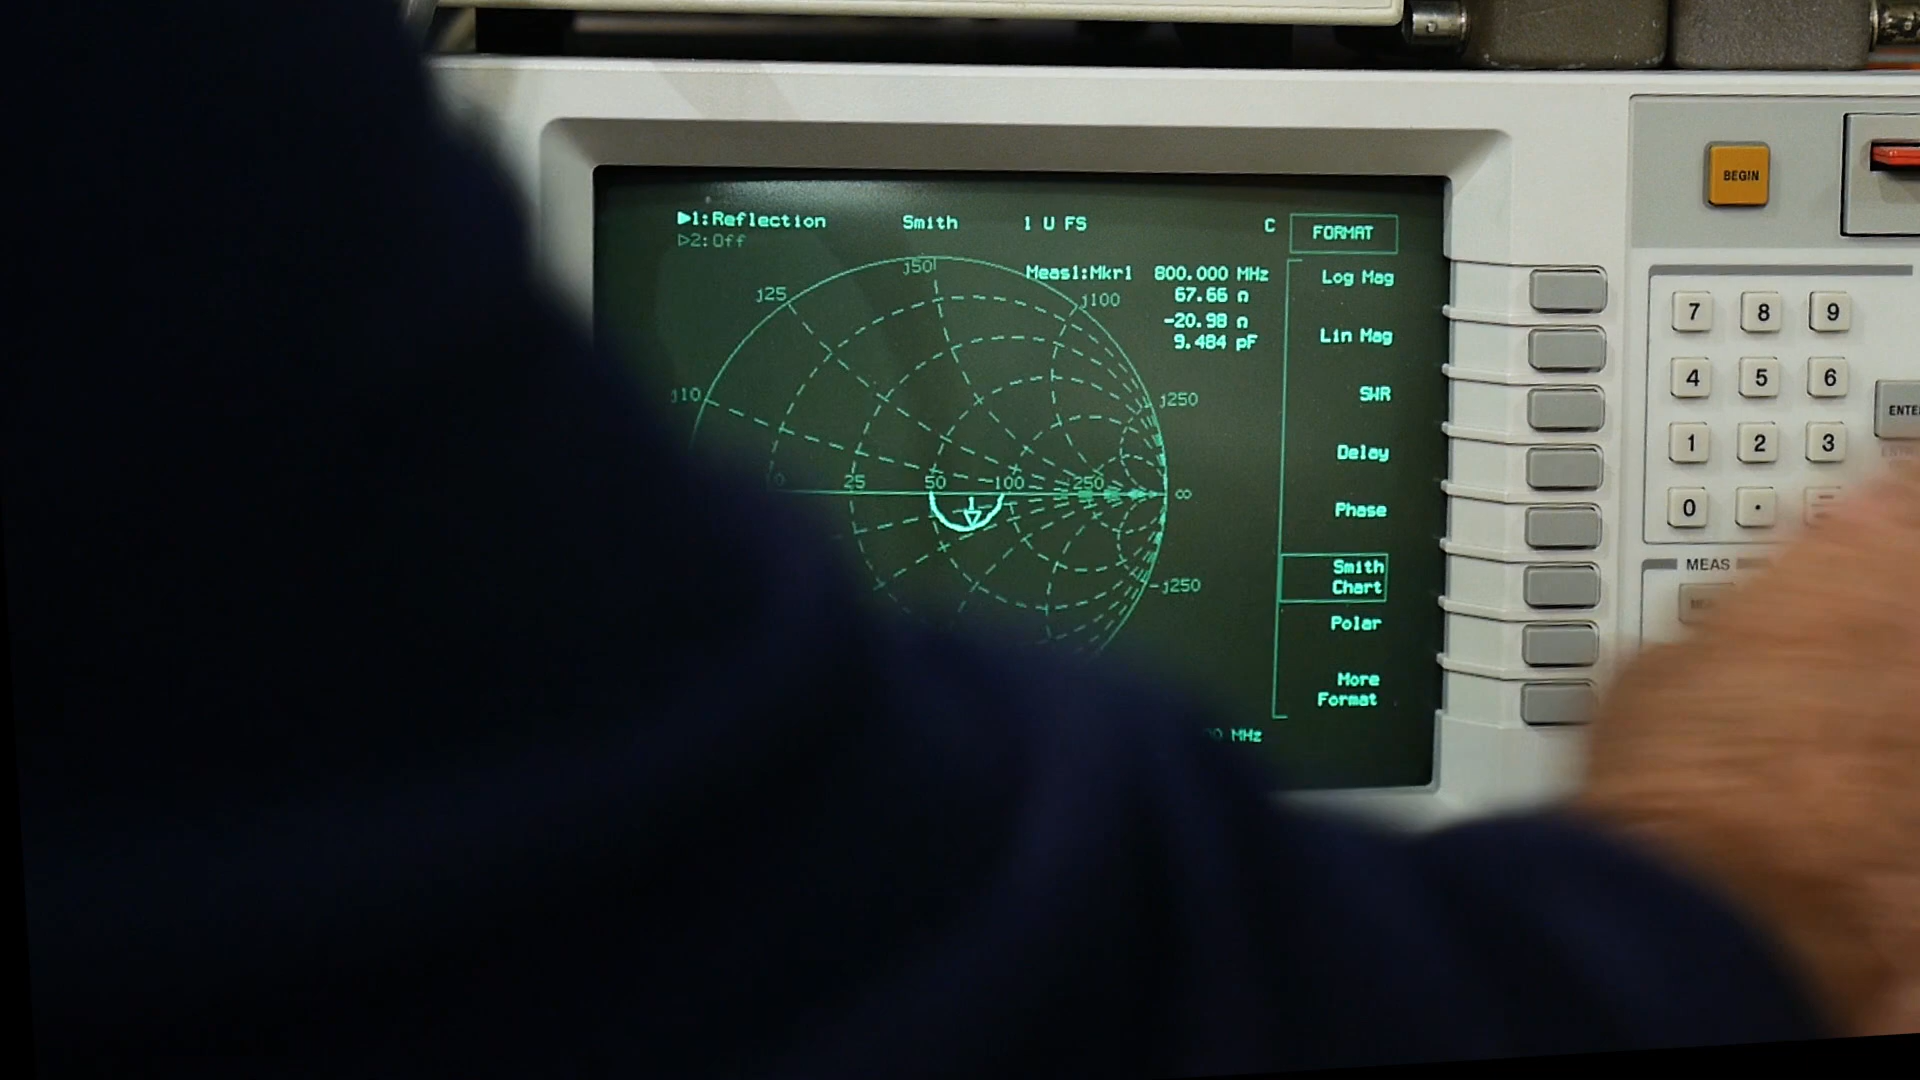 ▶1:Reflection Smith 1 U FS C
▷2:Off
FORMAT
Meas1:Mkr1 800.000 MHz
67.66 Ω
-20.98 Ω
9.484 pF
j50
j25
j100
j10
j250
25 50 100 250 ∞
-j250
MHz
Log Mag
Lin Mag
SWR
Delay
Phase
Smith
Chart
Polar
More
Format
BEGIN
7 8 9
4 5 6
1 2 3
0 .
MEAS